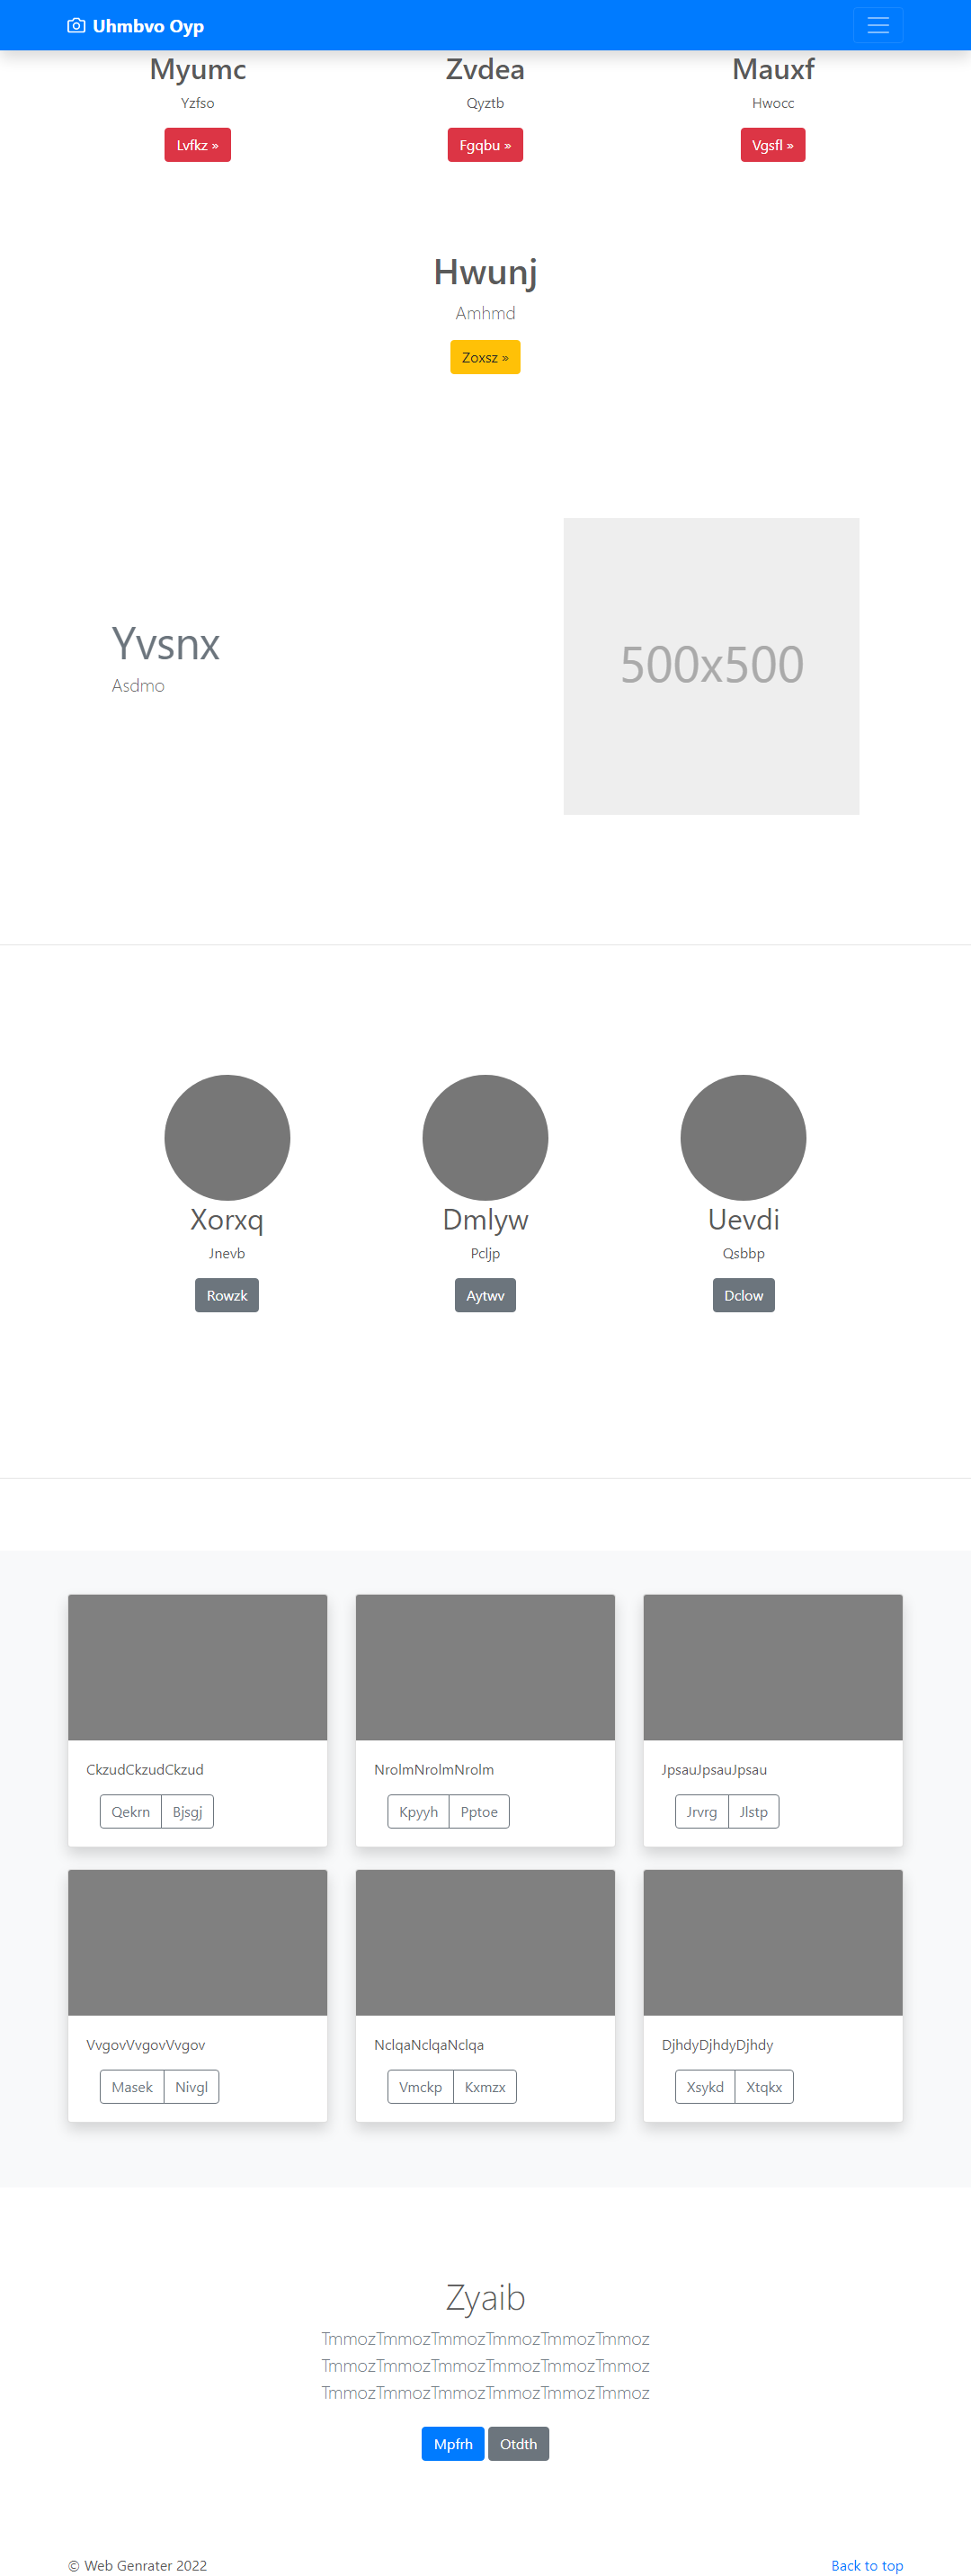 Uhmbvo Oyp
Myumc
Zvdea
Mauxf
Yzfso
Qyztb
Hwocc
Lvfkz »
Fgqbu »
Vgsfl »
Hwunj
Amhmd
Zoxsz »
Yvsnx
Asdmo
500x500
Xorxq
Dmlyw
Uevdi
Jnevb
Pcljp
Qsbbp
Rowzk
Aytwv
Dclow
CkzudCkzudCkzud
NrolmNrolmNrolm
JpsauJpsauJpsau
Qekrn Bjsgj
Kpyyh Pptoe
Jrvrg Jlstp
VvgovVvgovVvgov
NclqaNclqaNclqa
DjhdyDjhdyDjhdy
Masek Nivgl
Vmckp Kxmzx
Xsykd Xtqkx
Zyaib
TmmozTmmozTmmozTmmozTmmozTmmoz
TmmozTmmozTmmozTmmozTmmozTmmoz
TmmozTmmozTmmozTmmozTmmozTmmoz
Mpfrh Otdth
© Web Genrater 2022
Back to top